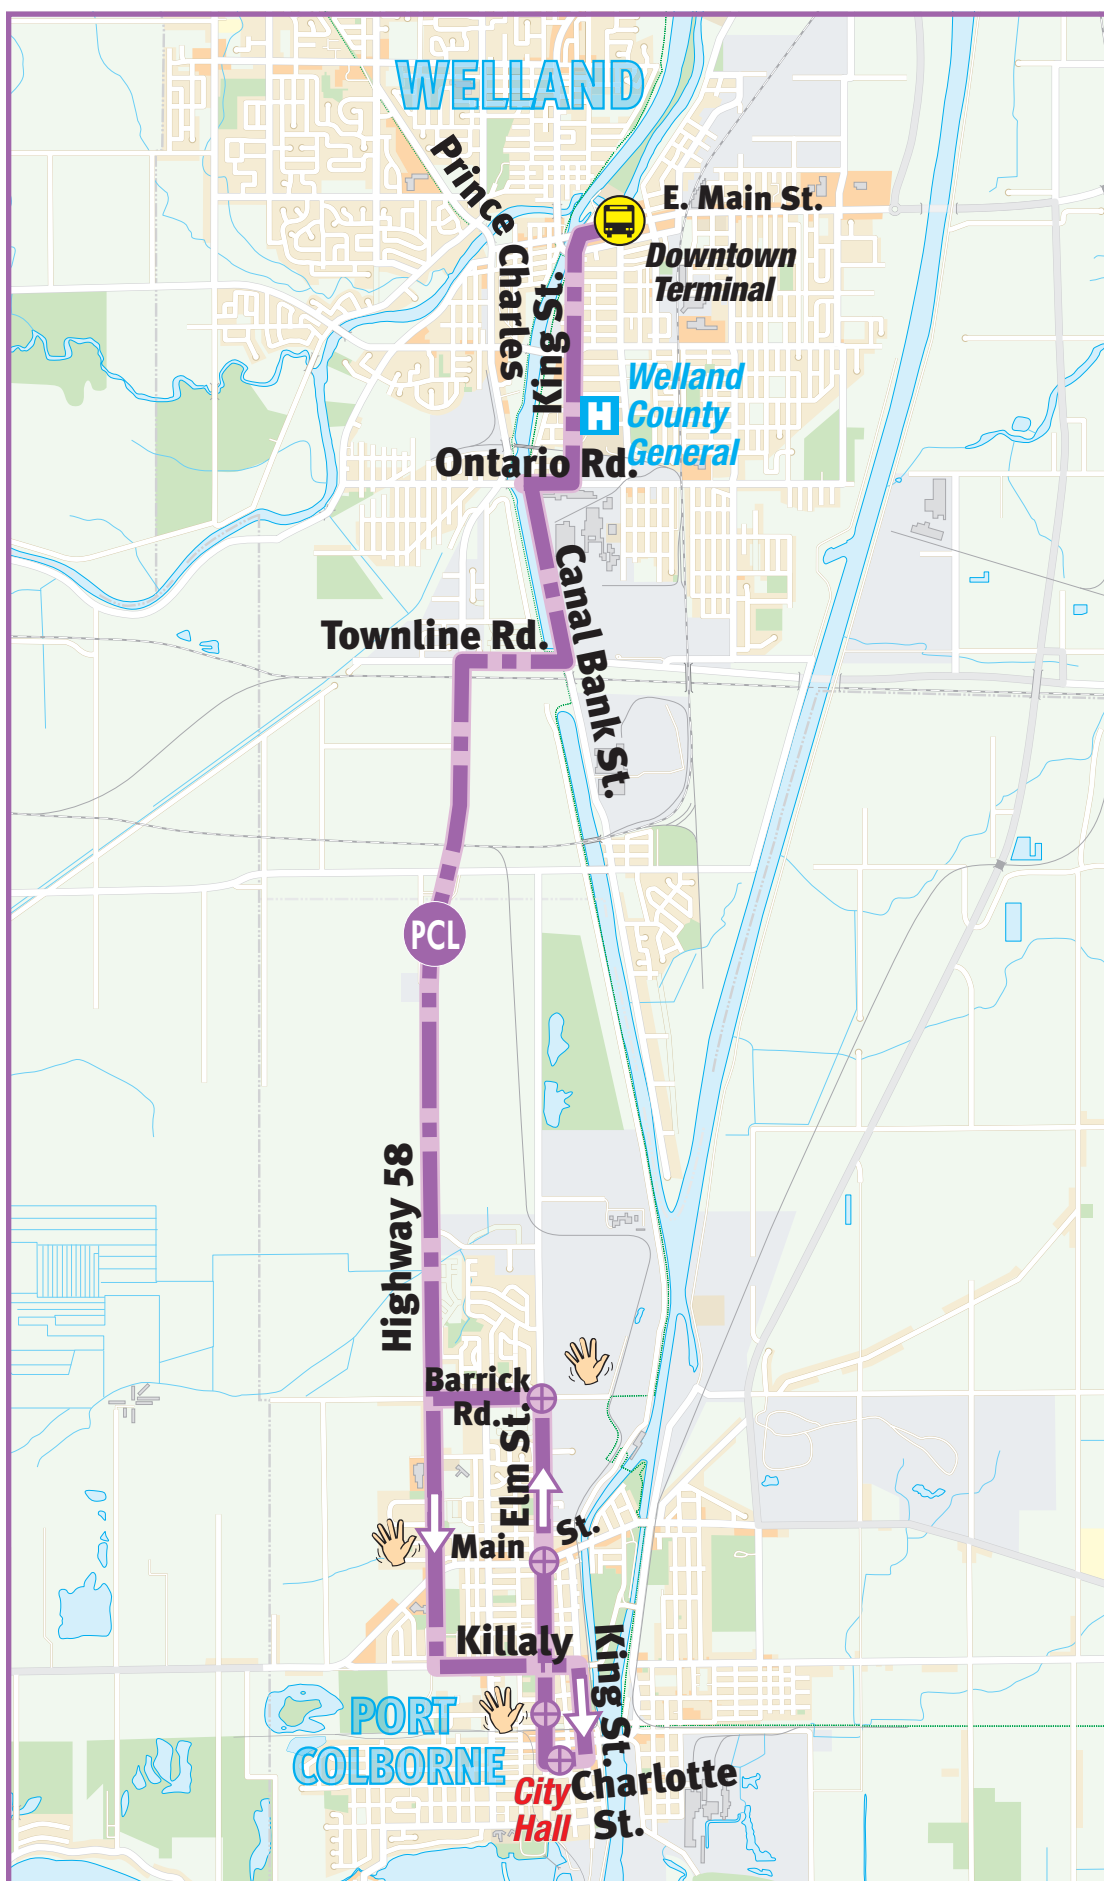 WELLAND
Prince Charles
E. Main St.
Downtown
Terminal
King St.
Welland
County
General
H
Ontario Rd.
Canal Bank St.
Townline Rd.
PCL
Highway 58
Barrick
Rd.
Elm St.
Main St.
Killaly
King St.
PORT
COLBORNE
City
Hall
Charlotte
St.